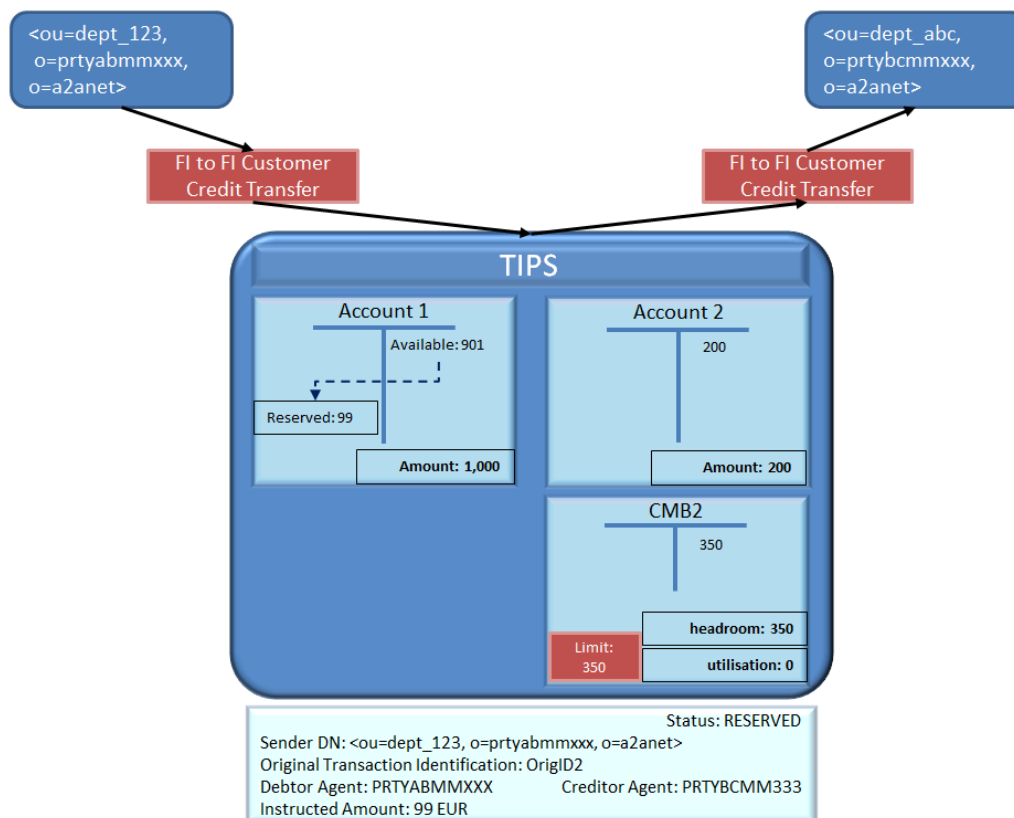 <ou=dept_123,
o=prtyabmmxxx,
o=a2anet>
<ou=dept_abc,
o=prtybcmmxxx,
o=a2anet>
FI to FI Customer
Credit Transfer
FI to FI Customer
Credit Transfer
TIPS
Account 1
Available: 901
Reserved: 99
Amount: 1,000
Account 2
200
Amount: 200
CMB2
350
headroom: 350
Limit:
350
utilisation: 0
Status: RESERVED
Sender DN: <ou=dept_123, o=prtyabmmxxx, o=a2anet>
Original Transaction Identification: OrigID2
Debtor Agent: PRTYABMMXXX Creditor Agent: PRTYBCMM333
Instructed Amount: 99 EUR